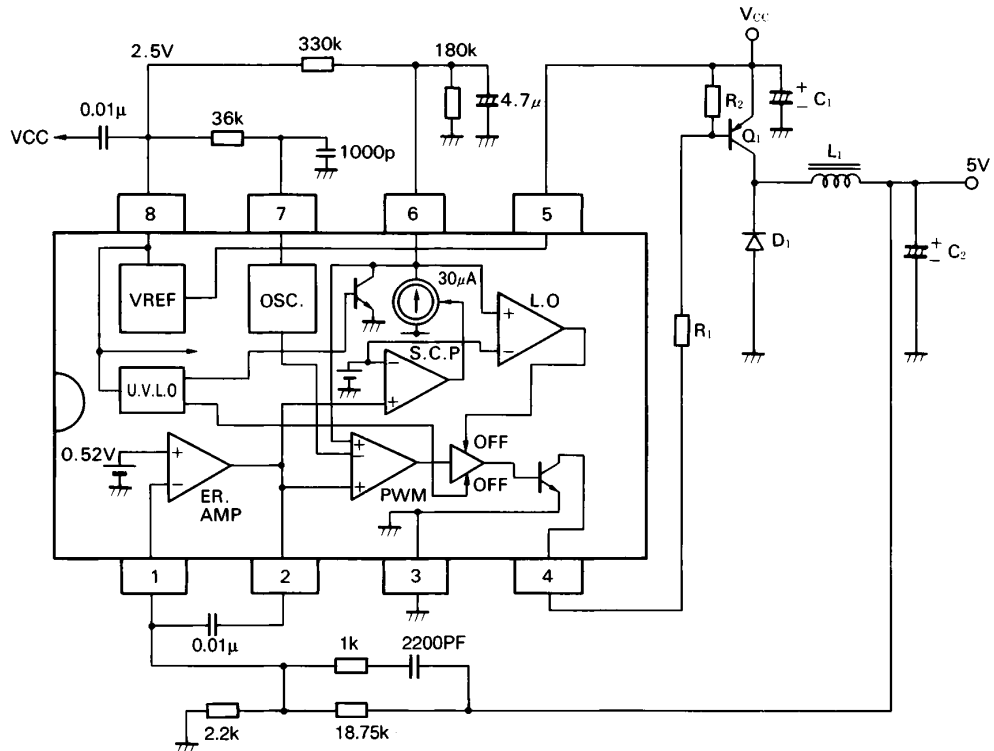 VCC
2.5V
330k
180k
4.7μ
R2
+
−
C1
0.01μ
VCC
36k
1000p
Q1
L1
5V
8
7
6
5
D1
+
−
C2
VREF
OSC.
30μA
L.O
+
−
S.C.P
R1
U.V.L.O
−
+
0.52V
+
−
ER.
AMP
+
−
+
PWM
OFF
OFF
1
2
3
4
0.01μ
1k
2200PF
2.2k
18.75k